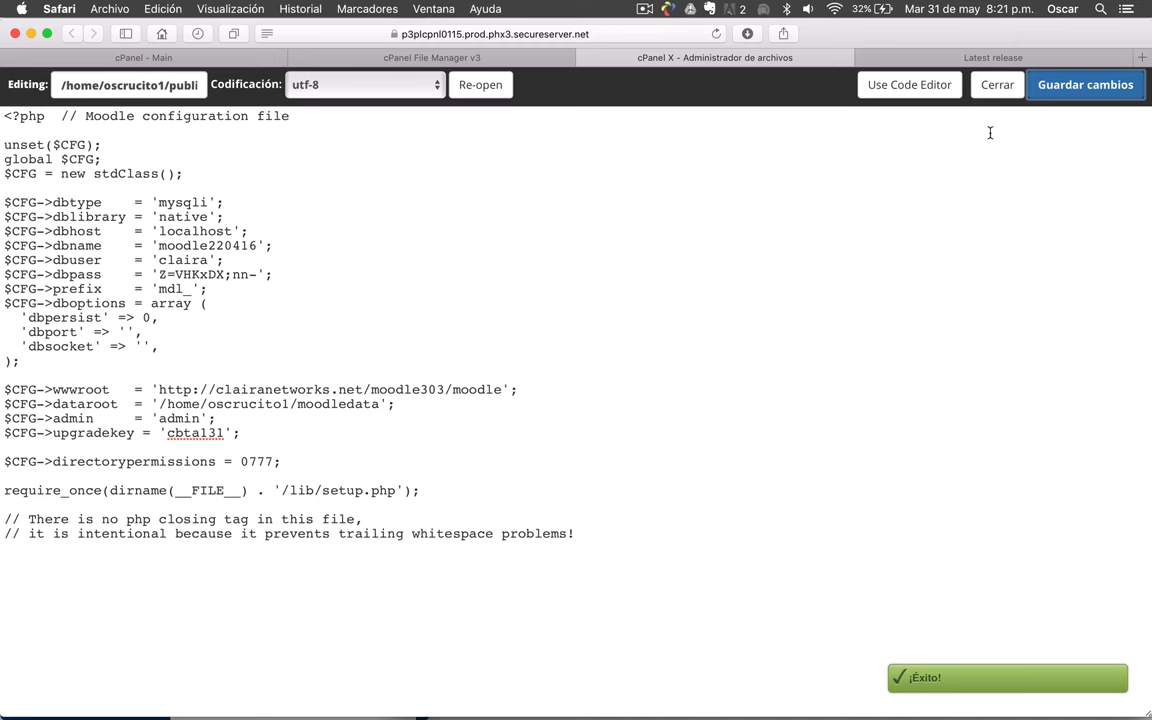 Safari Archivo Edición Visualización Historial Marcadores Ventana Ayuda 2 32% Mar 31 de may 8:21 p.m. Oscar
p3plcpnl0115.prod.phx3.secureserver.net
cPanel - Main cPanel File Manager v3 cPanel X - Administrador de archivos Latest release
Editing: /home/oscrucito1/publi Codificación: utf-8 Re-open Use Code Editor Cerrar Guardar cambios
<?php  // Moodle configuration file
unset($CFG);
global $CFG;
$CFG = new stdClass();
$CFG->dbtype    = 'mysqli';
$CFG->dblibrary = 'native';
$CFG->dbhost    = 'localhost';
$CFG->dbname    = 'moodle220416';
$CFG->dbuser    = 'claira';
$CFG->dbpass    = 'Z=VHKxDX;nn-';
$CFG->prefix    = 'mdl_';
$CFG->dboptions = array (
  'dbpersist' => 0,
  'dbport' => '',
  'dbsocket' => '',
);
$CFG->wwwroot   = 'http://clairanetworks.net/moodle303/moodle';
$CFG->dataroot  = '/home/oscrucito1/moodledata';
$CFG->admin     = 'admin';
$CFG->upgradekey = 'cbta131';
$CFG->directorypermissions = 0777;
require_once(dirname(__FILE__) . '/lib/setup.php');
// There is no php closing tag in this file,
// it is intentional because it prevents trailing whitespace problems!
¡Éxito!